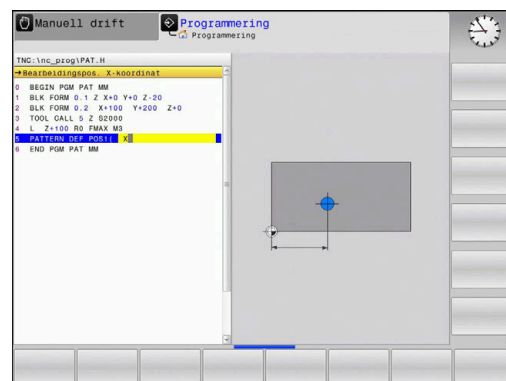 Manuell drift
Programmering
Programmering
TNC:\nc_prog\PAT.H
→Bearbeidingspos. X-koordinat
0 BEGIN PGM PAT MM
1 BLK FORM 0.1 Z X+0 Y+0 Z-20
2 BLK FORM 0.2 X+100 Y+200 Z+0
3 TOOL CALL 5 Z S2000
4 L Z+100 R0 FMAX M3
5 PATTERN DEF POS1( X
6 END PGM PAT MM